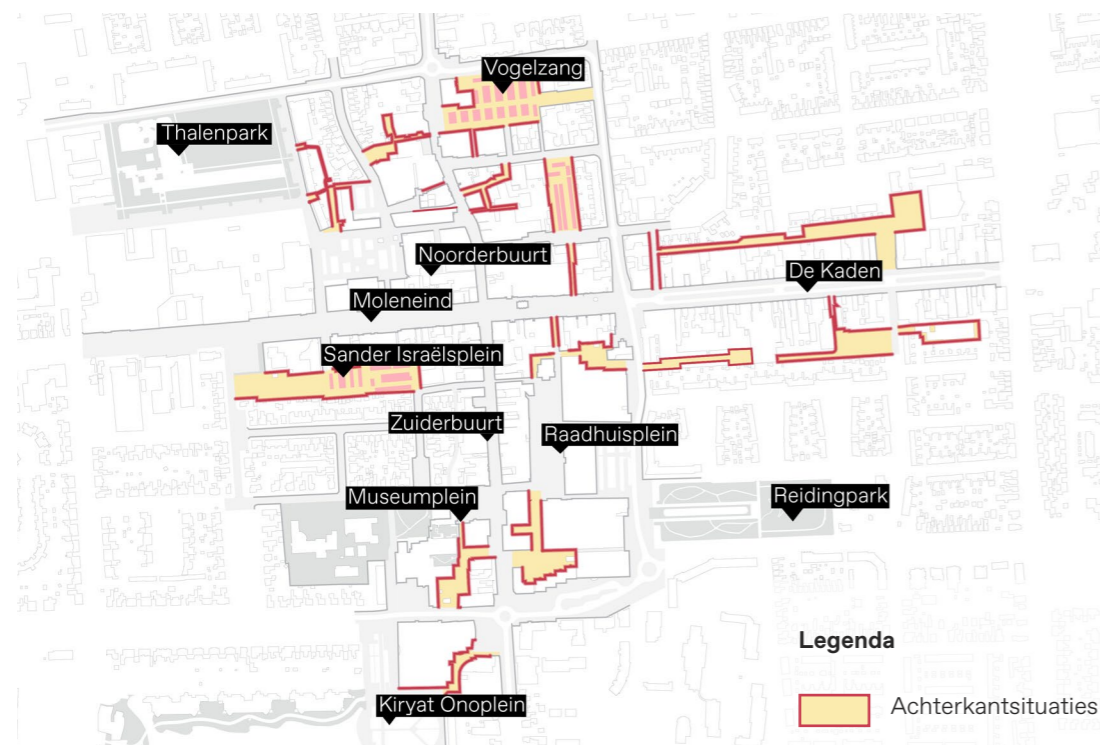 Vogelzang
Thalenpark
Noorderbuurt
De Kaden
Moleneind
Sander Israëlsplein
Zuiderbuurt
Raadhuisplein
Museumplein
Reidingpark
Legenda
Kiryat Onoplein
Achterkantsituaties